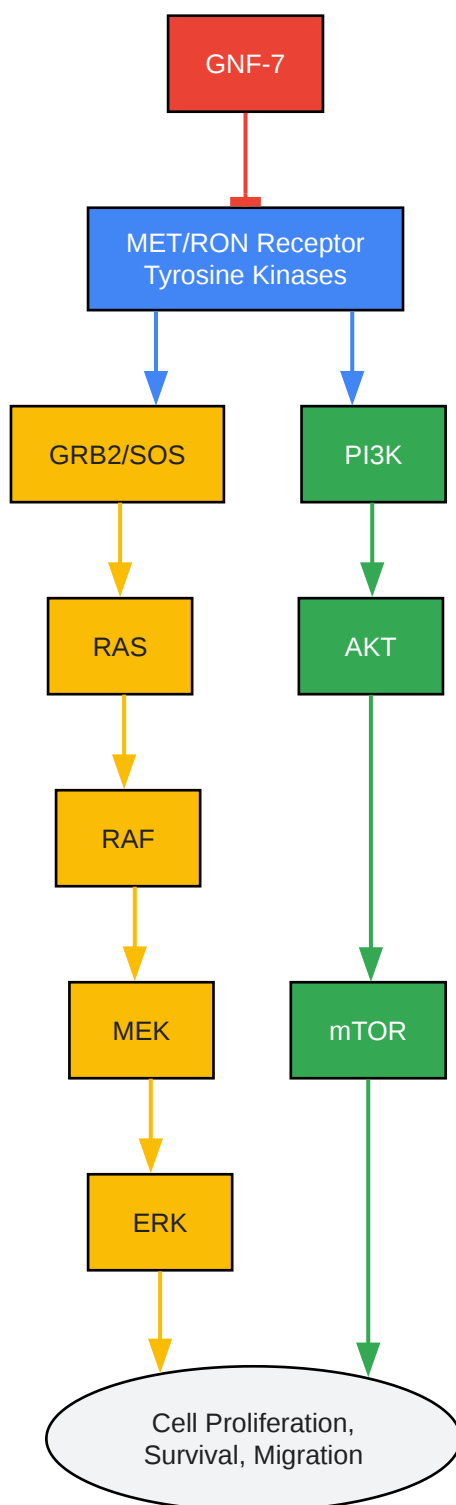 GNF-7
MET/RON Receptor
Tyrosine Kinases
GRB2/SOS
PI3K
RAS
AKT
RAF
MEK
mTOR
ERK
Cell Proliferation,
Survival, Migration